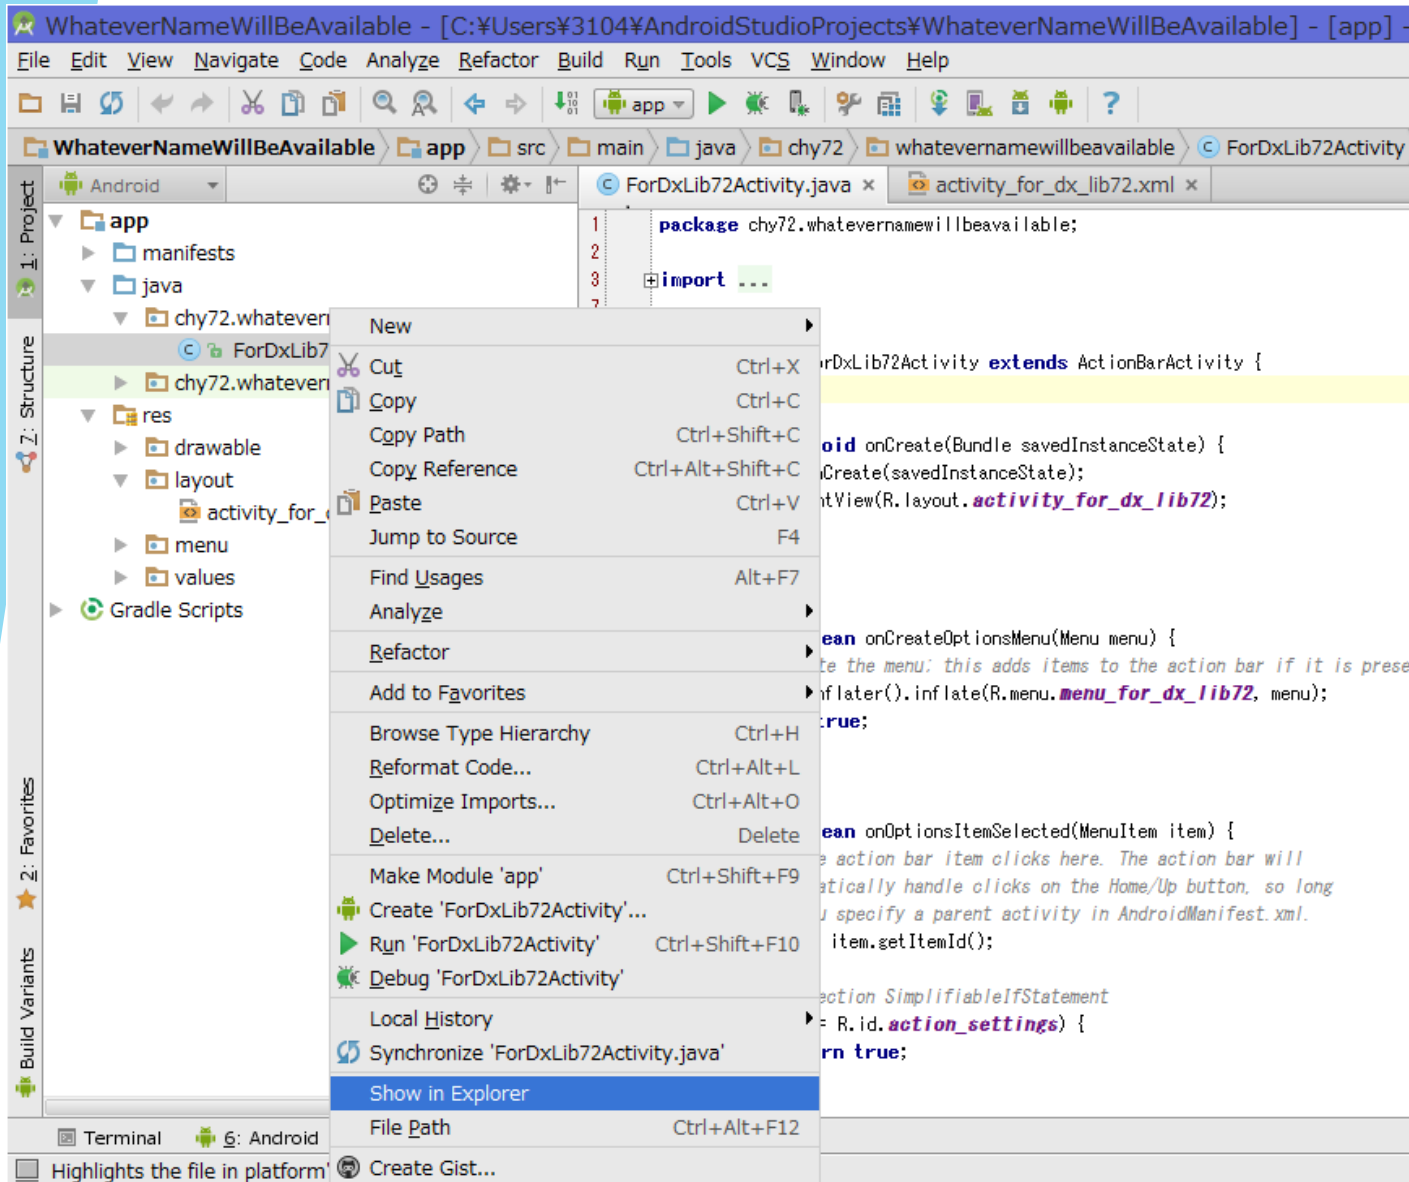 WhateverNameWillBeAvailable - [C:¥Users¥3104¥AndroidStudioProjects¥WhateverNameWillBeAvailable] - [app] -
File Edit View Navigate Code Analyze Refactor Build Run Tools VCS Window Help
app
WhateverNameWillBeAvailable app src main java chy72 whatevernamewillbeavailable ForDxLib72Activity
1: Project
7: Structure
2: Favorites
Build Variants
Android
app
manifests
java
chy72.whatever
ForDxLib7
chy72.whatever
res
drawable
layout
activity_for_
menu
values
Gradle Scripts
ForDxLib72Activity.java × activity_for_dx_lib72.xml ×
1 package chy72.whatevernamewillbeavailable;
2
3 import ...
7
rDxLib72Activity extends ActionBarActivity {
oid onCreate(Bundle savedInstanceState) {
Create(savedInstanceState);
tView(R.layout.activity_for_dx_lib72);
ean onCreateOptionsMenu(Menu menu) {
te the menu; this adds items to the action bar if it is prese
nflater().inflate(R.menu.menu_for_dx_lib72, menu);
rue;
ean onOptionsItemSelected(MenuItem item) {
e action bar item clicks here. The action bar will
atically handle clicks on the Home/Up button, so long
u specify a parent activity in AndroidManifest.xml.
item.getItemId();
ection SimplifiableIfStatement
= R.id.action_settings) {
rn true;
New
Cut Ctrl+X
Copy Ctrl+C
Copy Path Ctrl+Shift+C
Copy Reference Ctrl+Alt+Shift+C
Paste Ctrl+V
Jump to Source F4
Find Usages Alt+F7
Analyze
Refactor
Add to Favorites
Browse Type Hierarchy Ctrl+H
Reformat Code... Ctrl+Alt+L
Optimize Imports... Ctrl+Alt+O
Delete... Delete
Make Module 'app' Ctrl+Shift+F9
Create 'ForDxLib72Activity'...
Run 'ForDxLib72Activity' Ctrl+Shift+F10
Debug 'ForDxLib72Activity'
Local History
Synchronize 'ForDxLib72Activity.java'
Show in Explorer
File Path Ctrl+Alt+F12
Create Gist...
Terminal 6: Android
Highlights the file in platform'